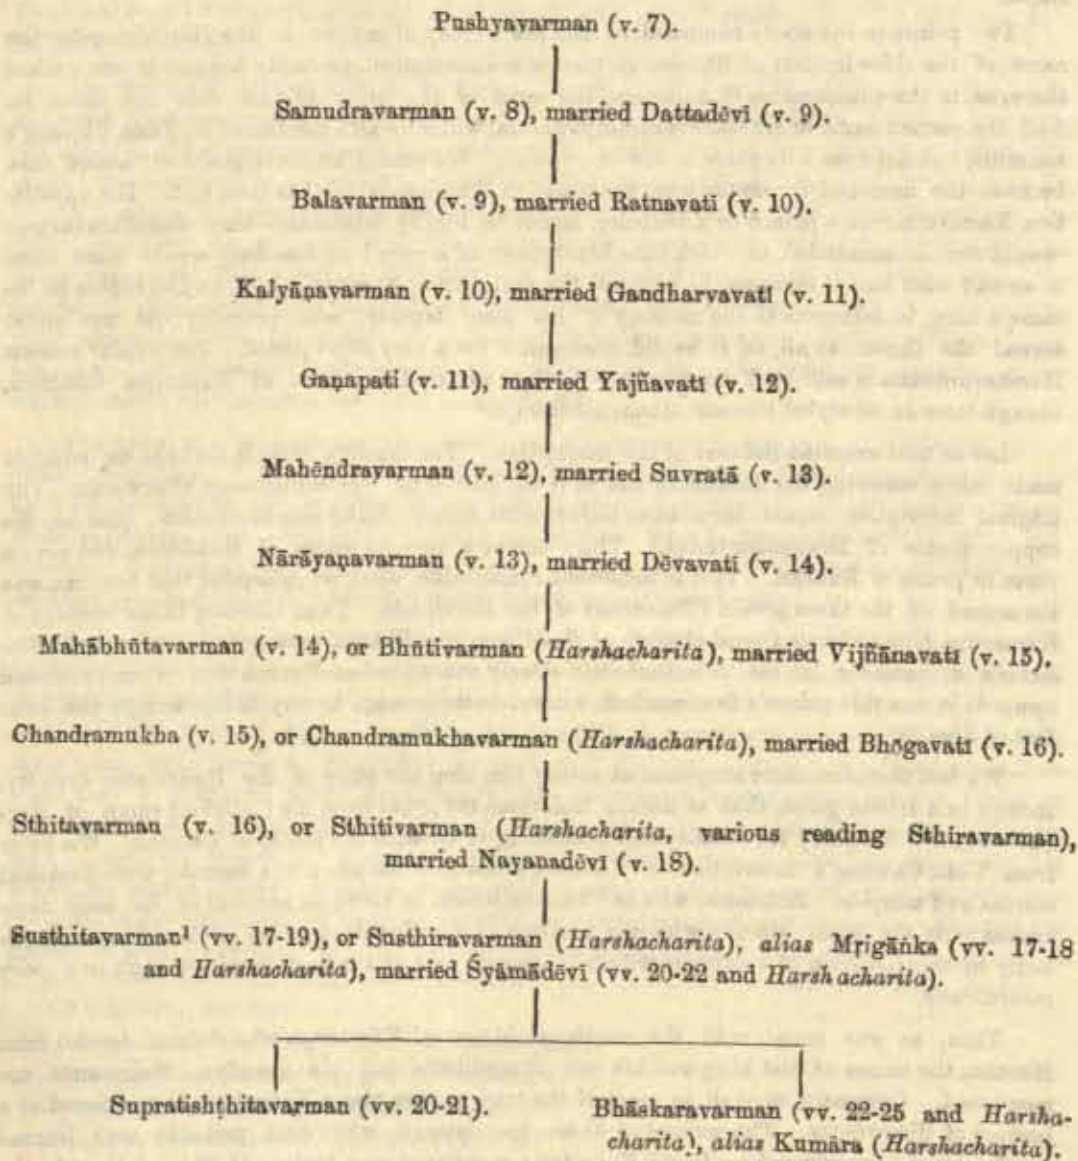 Pushyavarman (v. 7).
Samudravarman (v. 8), married Dattadēvī (v. 9).
Balavarman (v. 9), married Ratnavatī (v. 10).
Kalyāṇavarman (v. 10), married Gandharvavatī (v. 11).
Gaṇapati (v. 11), married Yajñavatī (v. 12).
Mahēndravarman (v. 12), married Suvratā (v. 13).
Nārāyaṇavarman (v. 13), married Dēvavatī (v. 14).
Mahābhūtavarman (v. 14), or Bhūtivarman (Harshacharita), married Vijñānavatī (v. 15).
Chandramukha (v. 15), or Chandramukhavarman (Harshacharita), married Bhōgavatī (v. 16).
Sthitavarman (v. 16), or Sthitivarman (Harshacharita, various reading Sthiravarman),
married Nayanadēvī (v. 18).
Susthitavarman¹ (vv. 17-19), or Susthiravarman (Harshacharita), alias Mṛigāṅka (vv. 17-18
and Harshacharita), married Śyāmādēvī (vv. 20-22 and Harshacharita).
Supratishṭhitavarman (vv. 20-21).
Bhāskaravarman (vv. 22-25 and Harsha-
charita), alias Kumāra (Harshacharita).